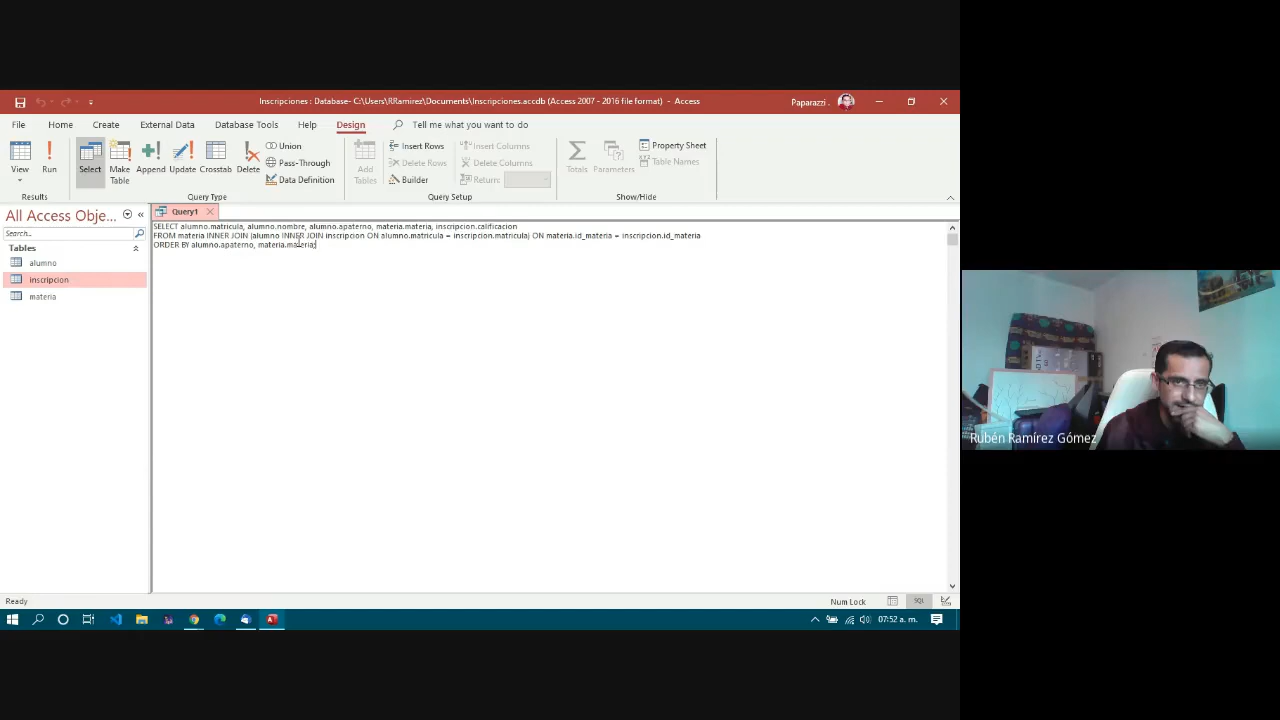 Inscripciones : Database- C:\Users\RRamirez\Documents\Inscripciones.accdb (Access 2007 - 2016 file format) - Access
Paparazzi .
File Home Create External Data Database Tools Help Design Tell me what you want to do
View
Run
Select
Make Table
Append
Update
Crosstab
Delete
Union
Pass-Through
Data Definition
Add Tables
Insert Rows
Delete Rows
Builder
Insert Columns
Delete Columns
Return:
Totals
Parameters
Property Sheet
Table Names
Results
Query Type
Query Setup
Show/Hide
All Access Obje...
Search...
Tables
alumno
inscripcion
materia
Query1
SELECT alumno.matricula, alumno.nombre, alumno.apaterno, materia.materia, inscripcion.calificacion
FROM materia INNER JOIN (alumno INNER JOIN inscripcion ON alumno.matricula = inscripcion.matricula) ON materia.id_materia = inscripcion.id_materia
ORDER BY alumno.apaterno, materia.materia;
Rubén Ramírez Gómez
Ready
Num Lock
SQL
07:52 a. m.